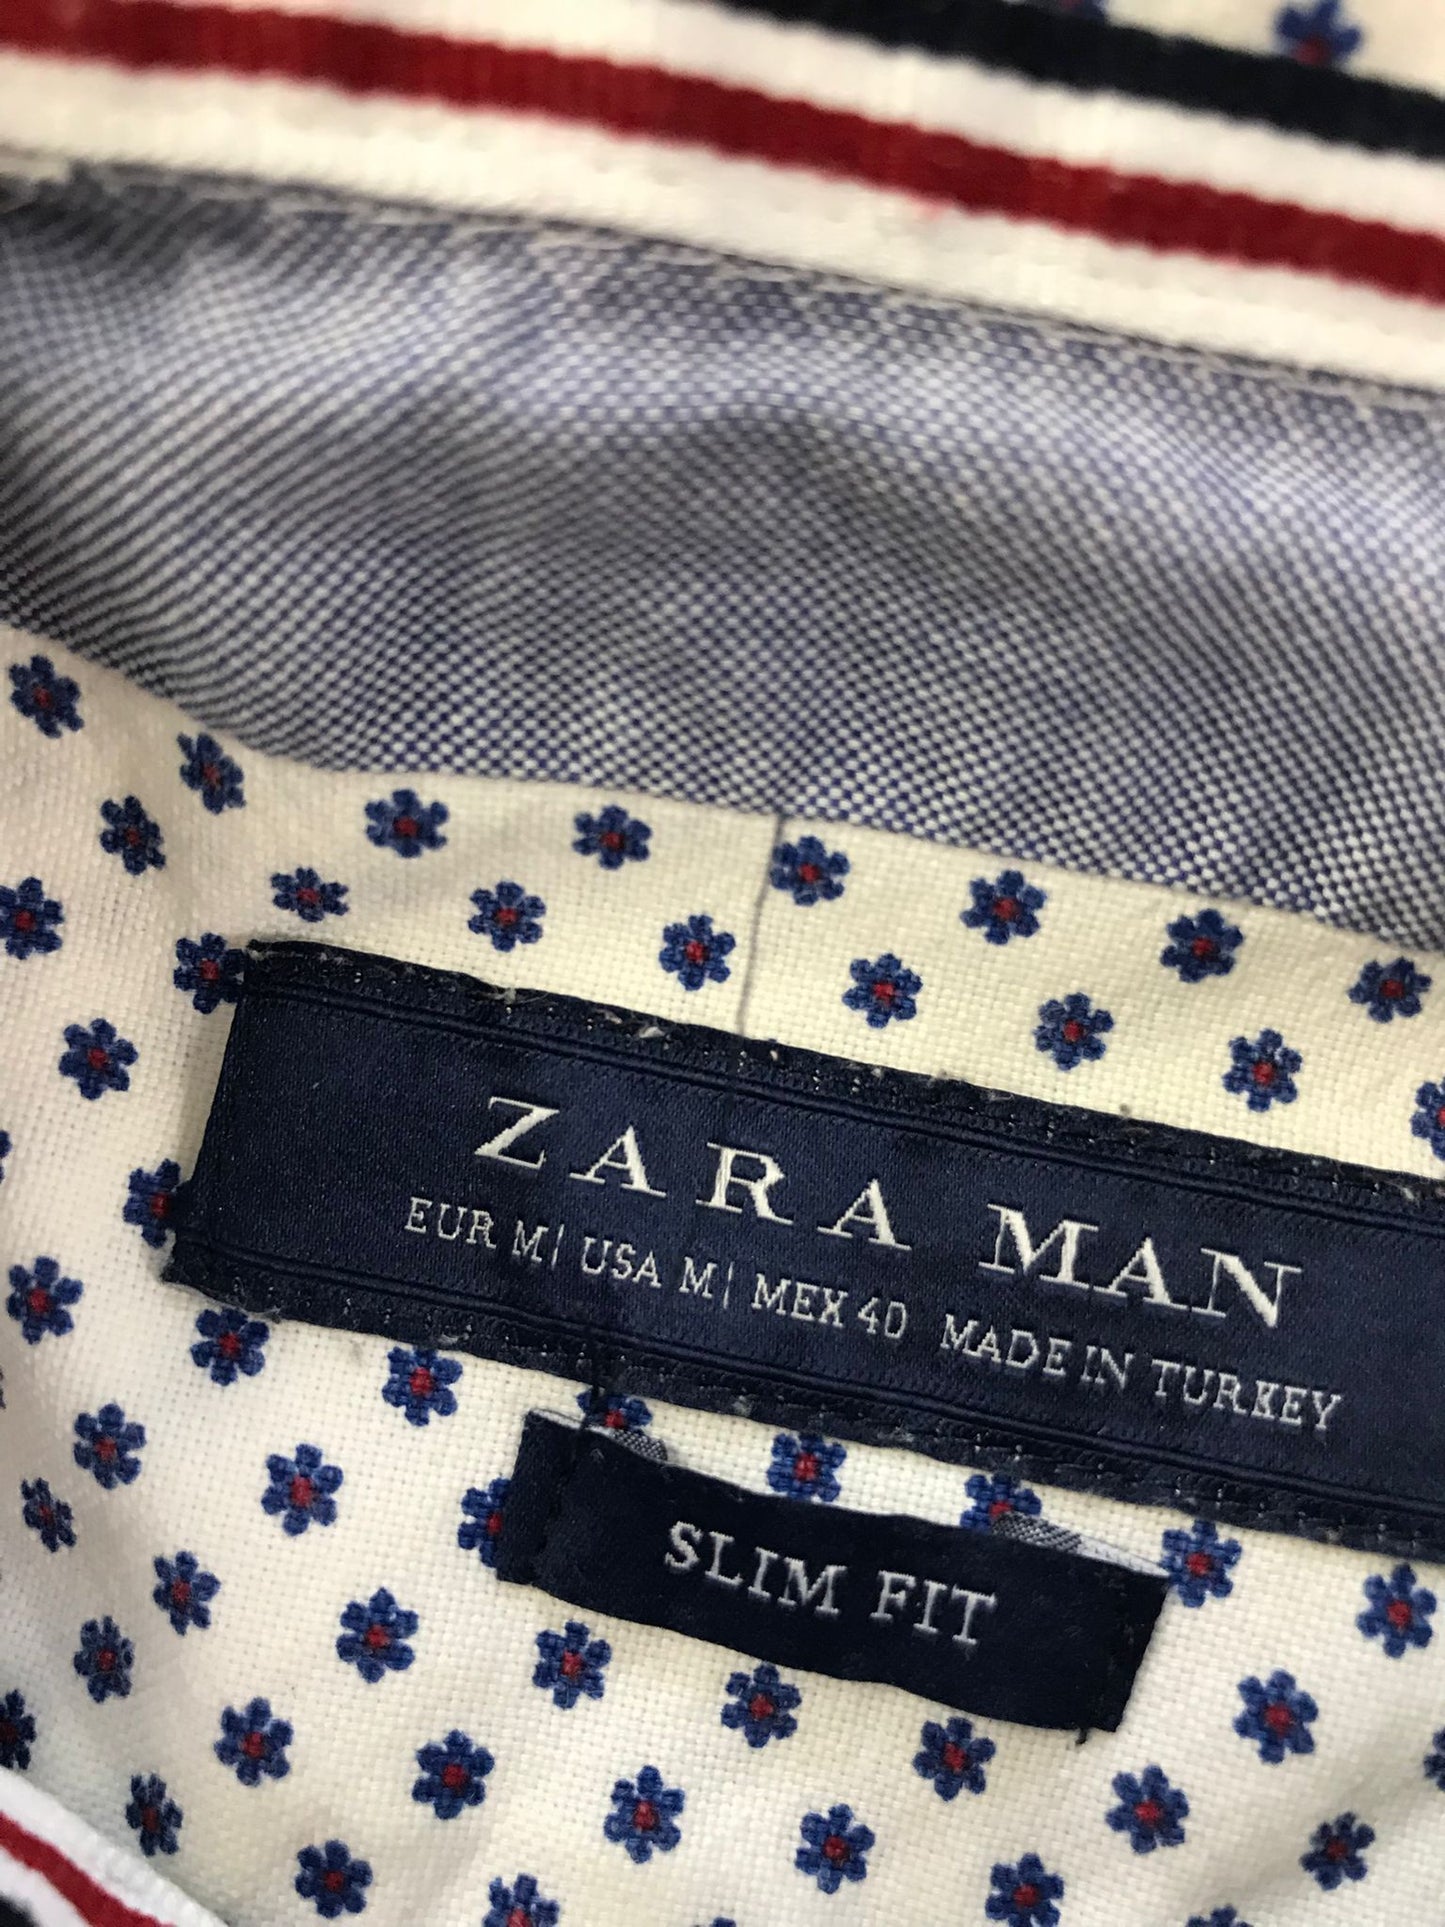 ZARA MAN
EUR M | USA M | MEX 40 MADE IN TURKEY
SLIM FIT